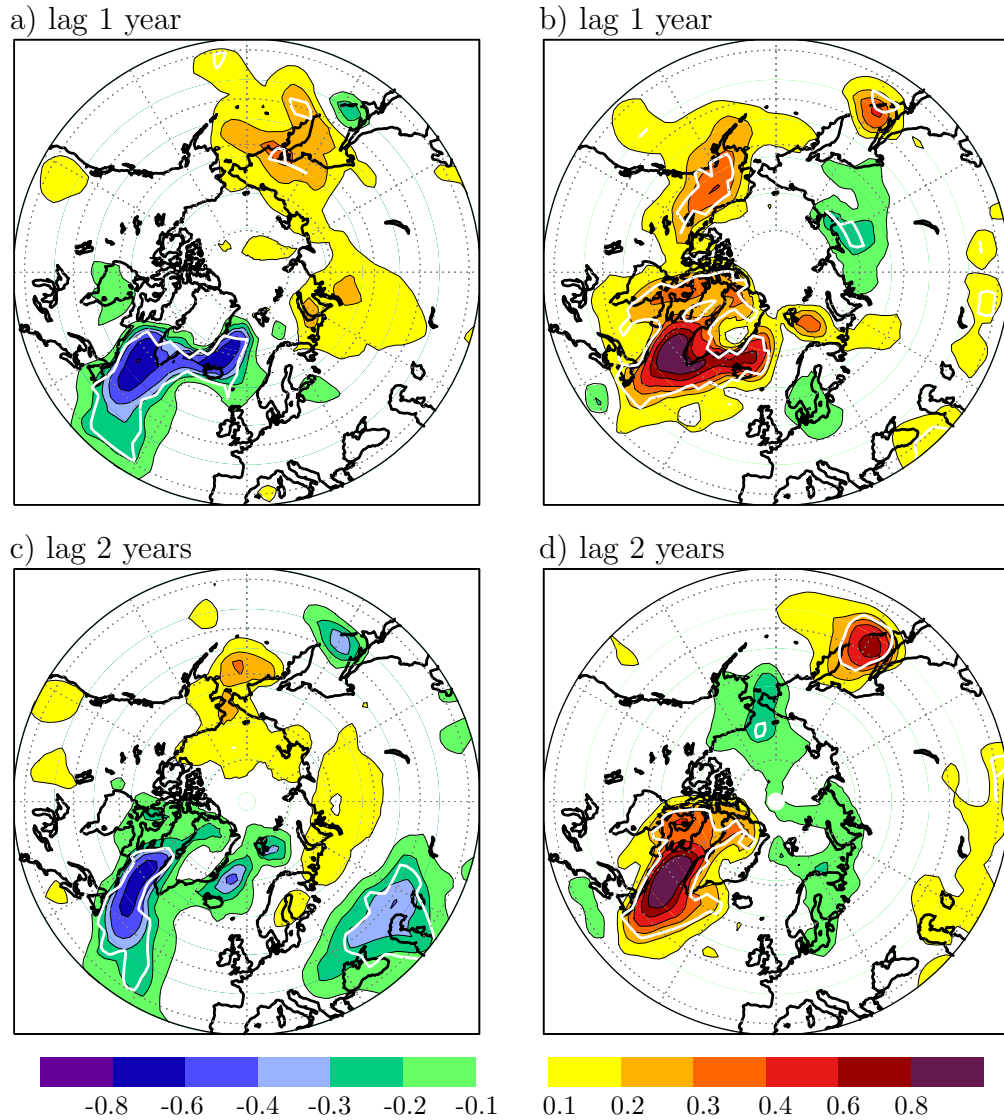 a) lag 1 year
b) lag 1 year
c) lag 2 years
d) lag 2 years
-0.8 -0.6 -0.4 -0.3 -0.2 -0.1
0.1 0.2 0.3 0.4 0.6 0.8